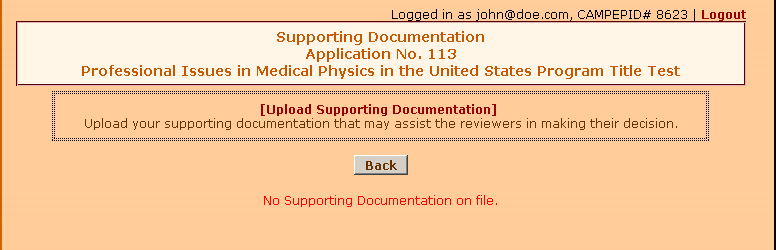 Logged in as john@doe.com, CAMPEPID# 8623 | Logout
Supporting Documentation
Application No. 113
Professional Issues in Medical Physics in the United States Program Title Test
[Upload Supporting Documentation]
Upload your supporting documentation that may assist the reviewers in making their decision.
Back
No Supporting Documentation on file.